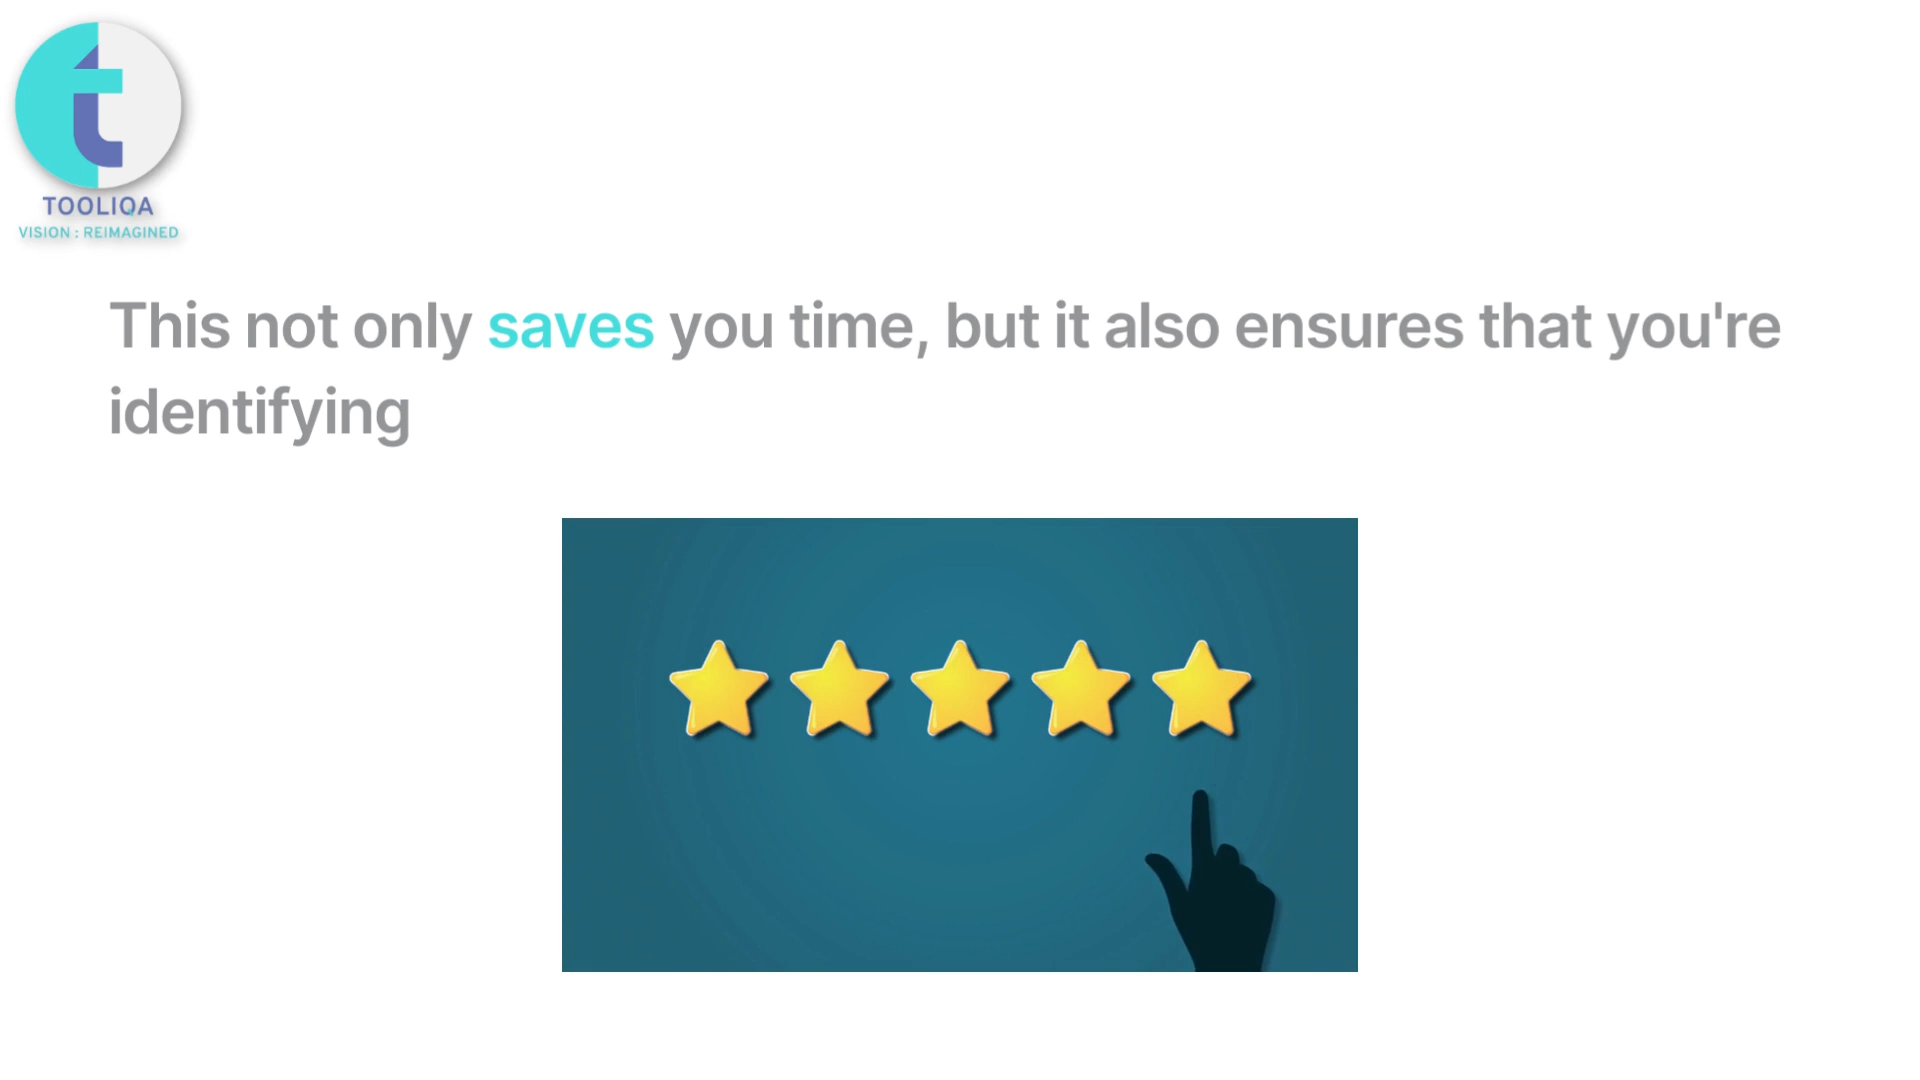 TOOLIQA
VISION : REIMAGINED
This not only saves you time, but it also ensures that you're
identifying